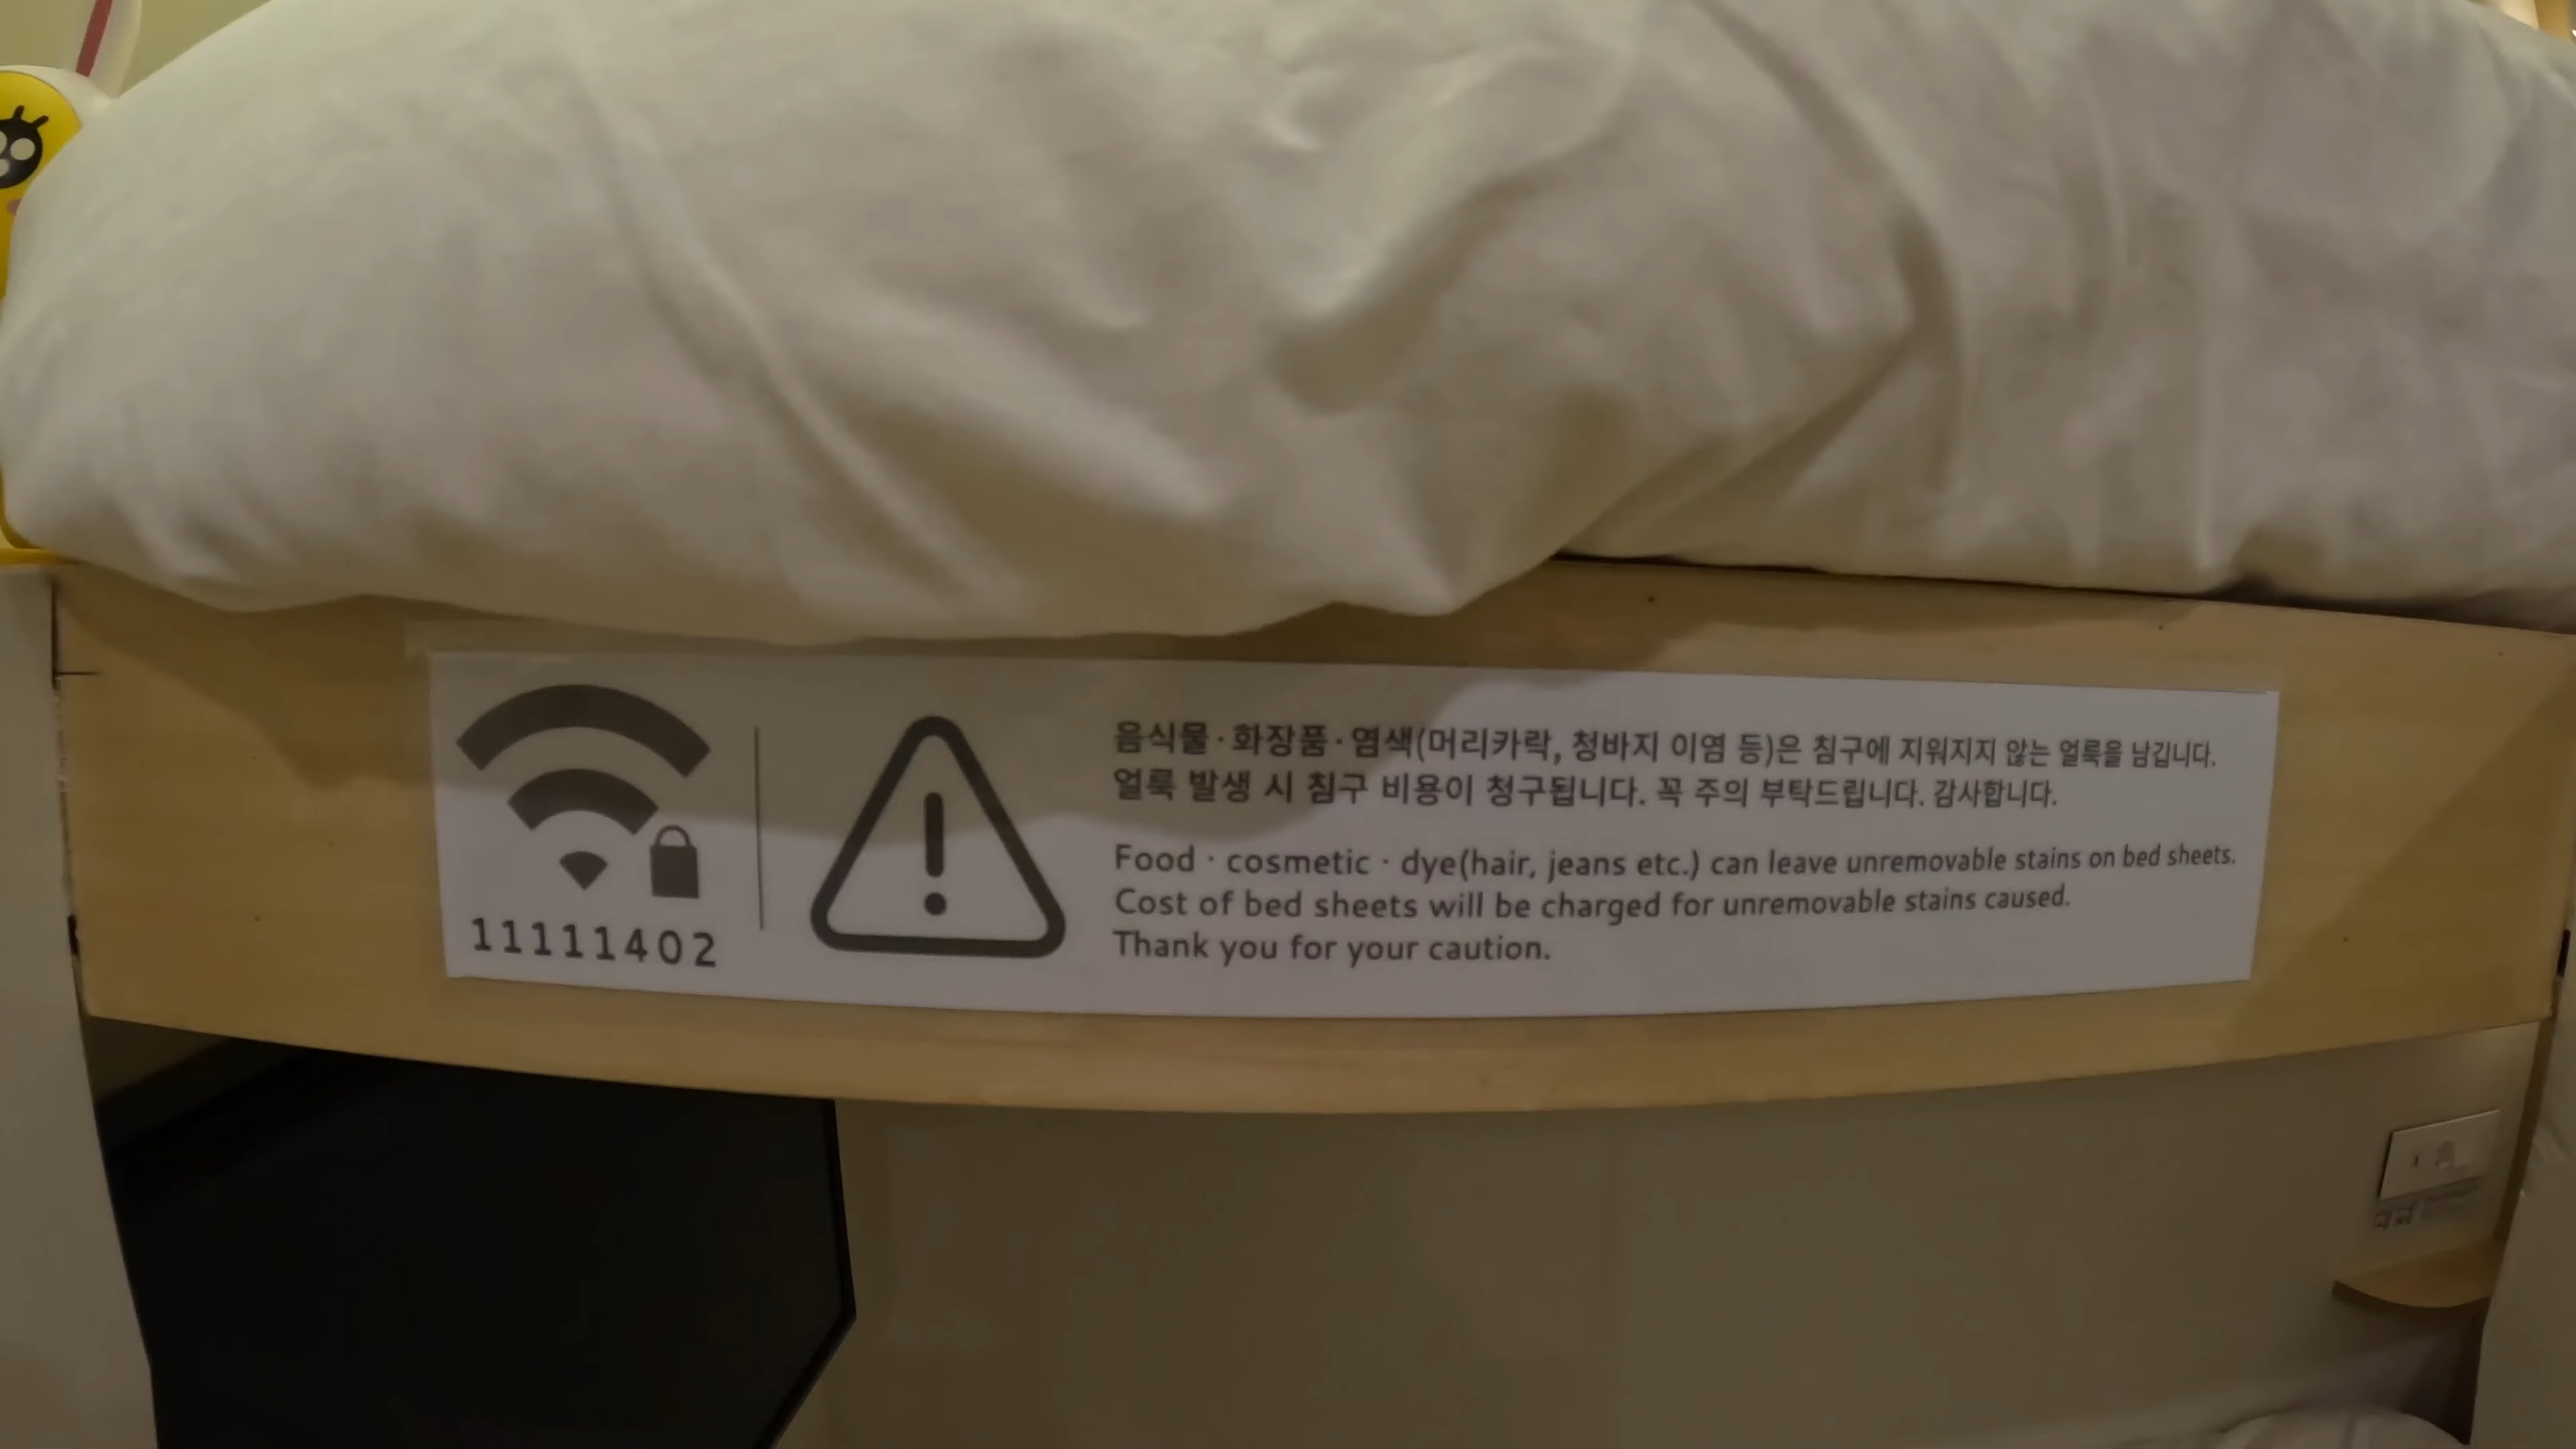 11111402
음식물·화장품·염색(머리카락, 청바지 이염 등)은 침구에 지워지지 않는 얼룩을 남깁니다.
얼룩 발생 시 침구 비용이 청구됩니다. 꼭 주의 부탁드립니다. 감사합니다.
Food · cosmetic · dye(hair, jeans etc.) can leave unremovable stains on bed sheets.
Cost of bed sheets will be charged for unremovable stains caused.
Thank you for your caution.